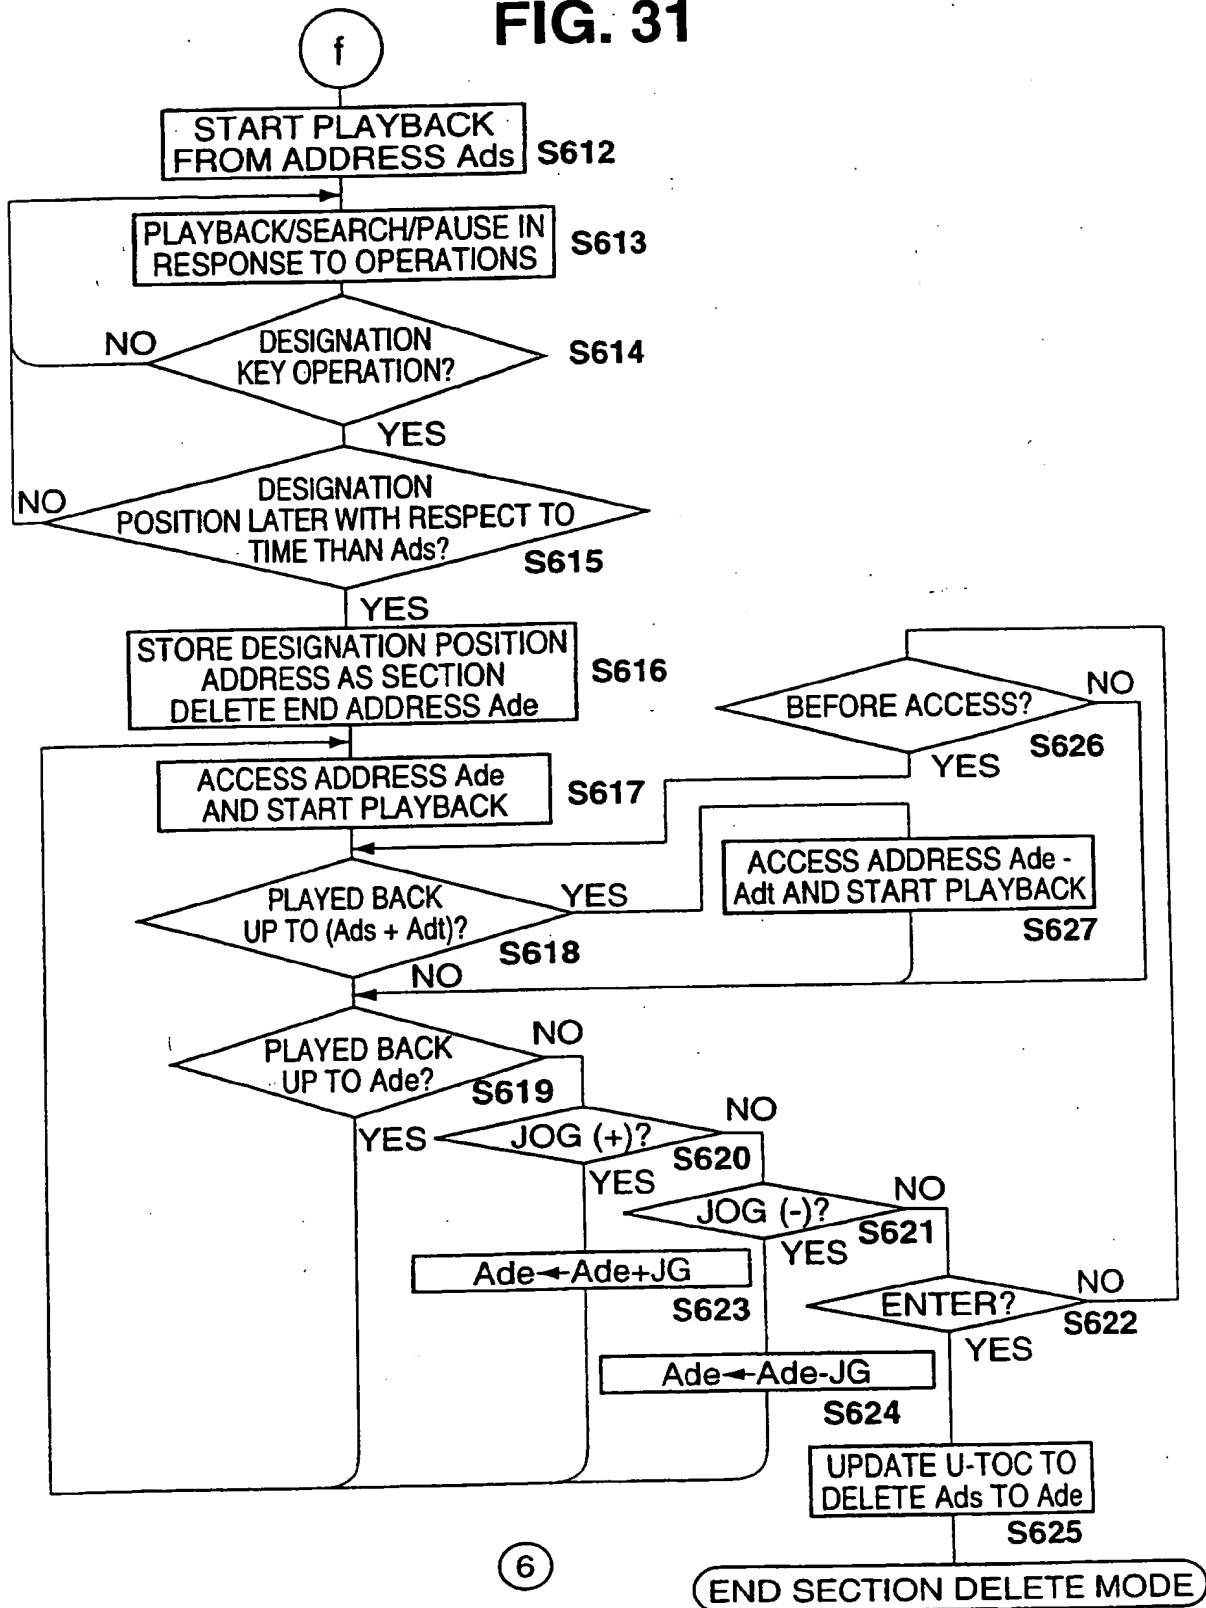 FIG. 31
f
START PLAYBACK
FROM ADDRESS Ads
S612
PLAYBACK/SEARCH/PAUSE IN
RESPONSE TO OPERATIONS
S613
NO
DESIGNATION
KEY OPERATION?
S614
YES
NO
DESIGNATION
POSITION LATER WITH RESPECT TO
TIME THAN Ads?
S615
YES
STORE DESIGNATION POSITION
ADDRESS AS SECTION
DELETE END ADDRESS Ade
S616
BEFORE ACCESS?
NO
S626
YES
ACCESS ADDRESS Ade
AND START PLAYBACK
S617
ACCESS ADDRESS Ade -
Adt AND START PLAYBACK
S627
PLAYED BACK
UP TO (Ads + Adt)?
YES
S618
NO
PLAYED BACK
UP TO Ade?
NO
S619
YES
JOG (+)?
NO
S620
YES
JOG (-)?
NO
S621
YES
Ade←Ade+JG
S623
ENTER?
NO
S622
YES
Ade←Ade-JG
S624
UPDATE U-TOC TO
DELETE Ads TO Ade
S625
6
END SECTION DELETE MODE